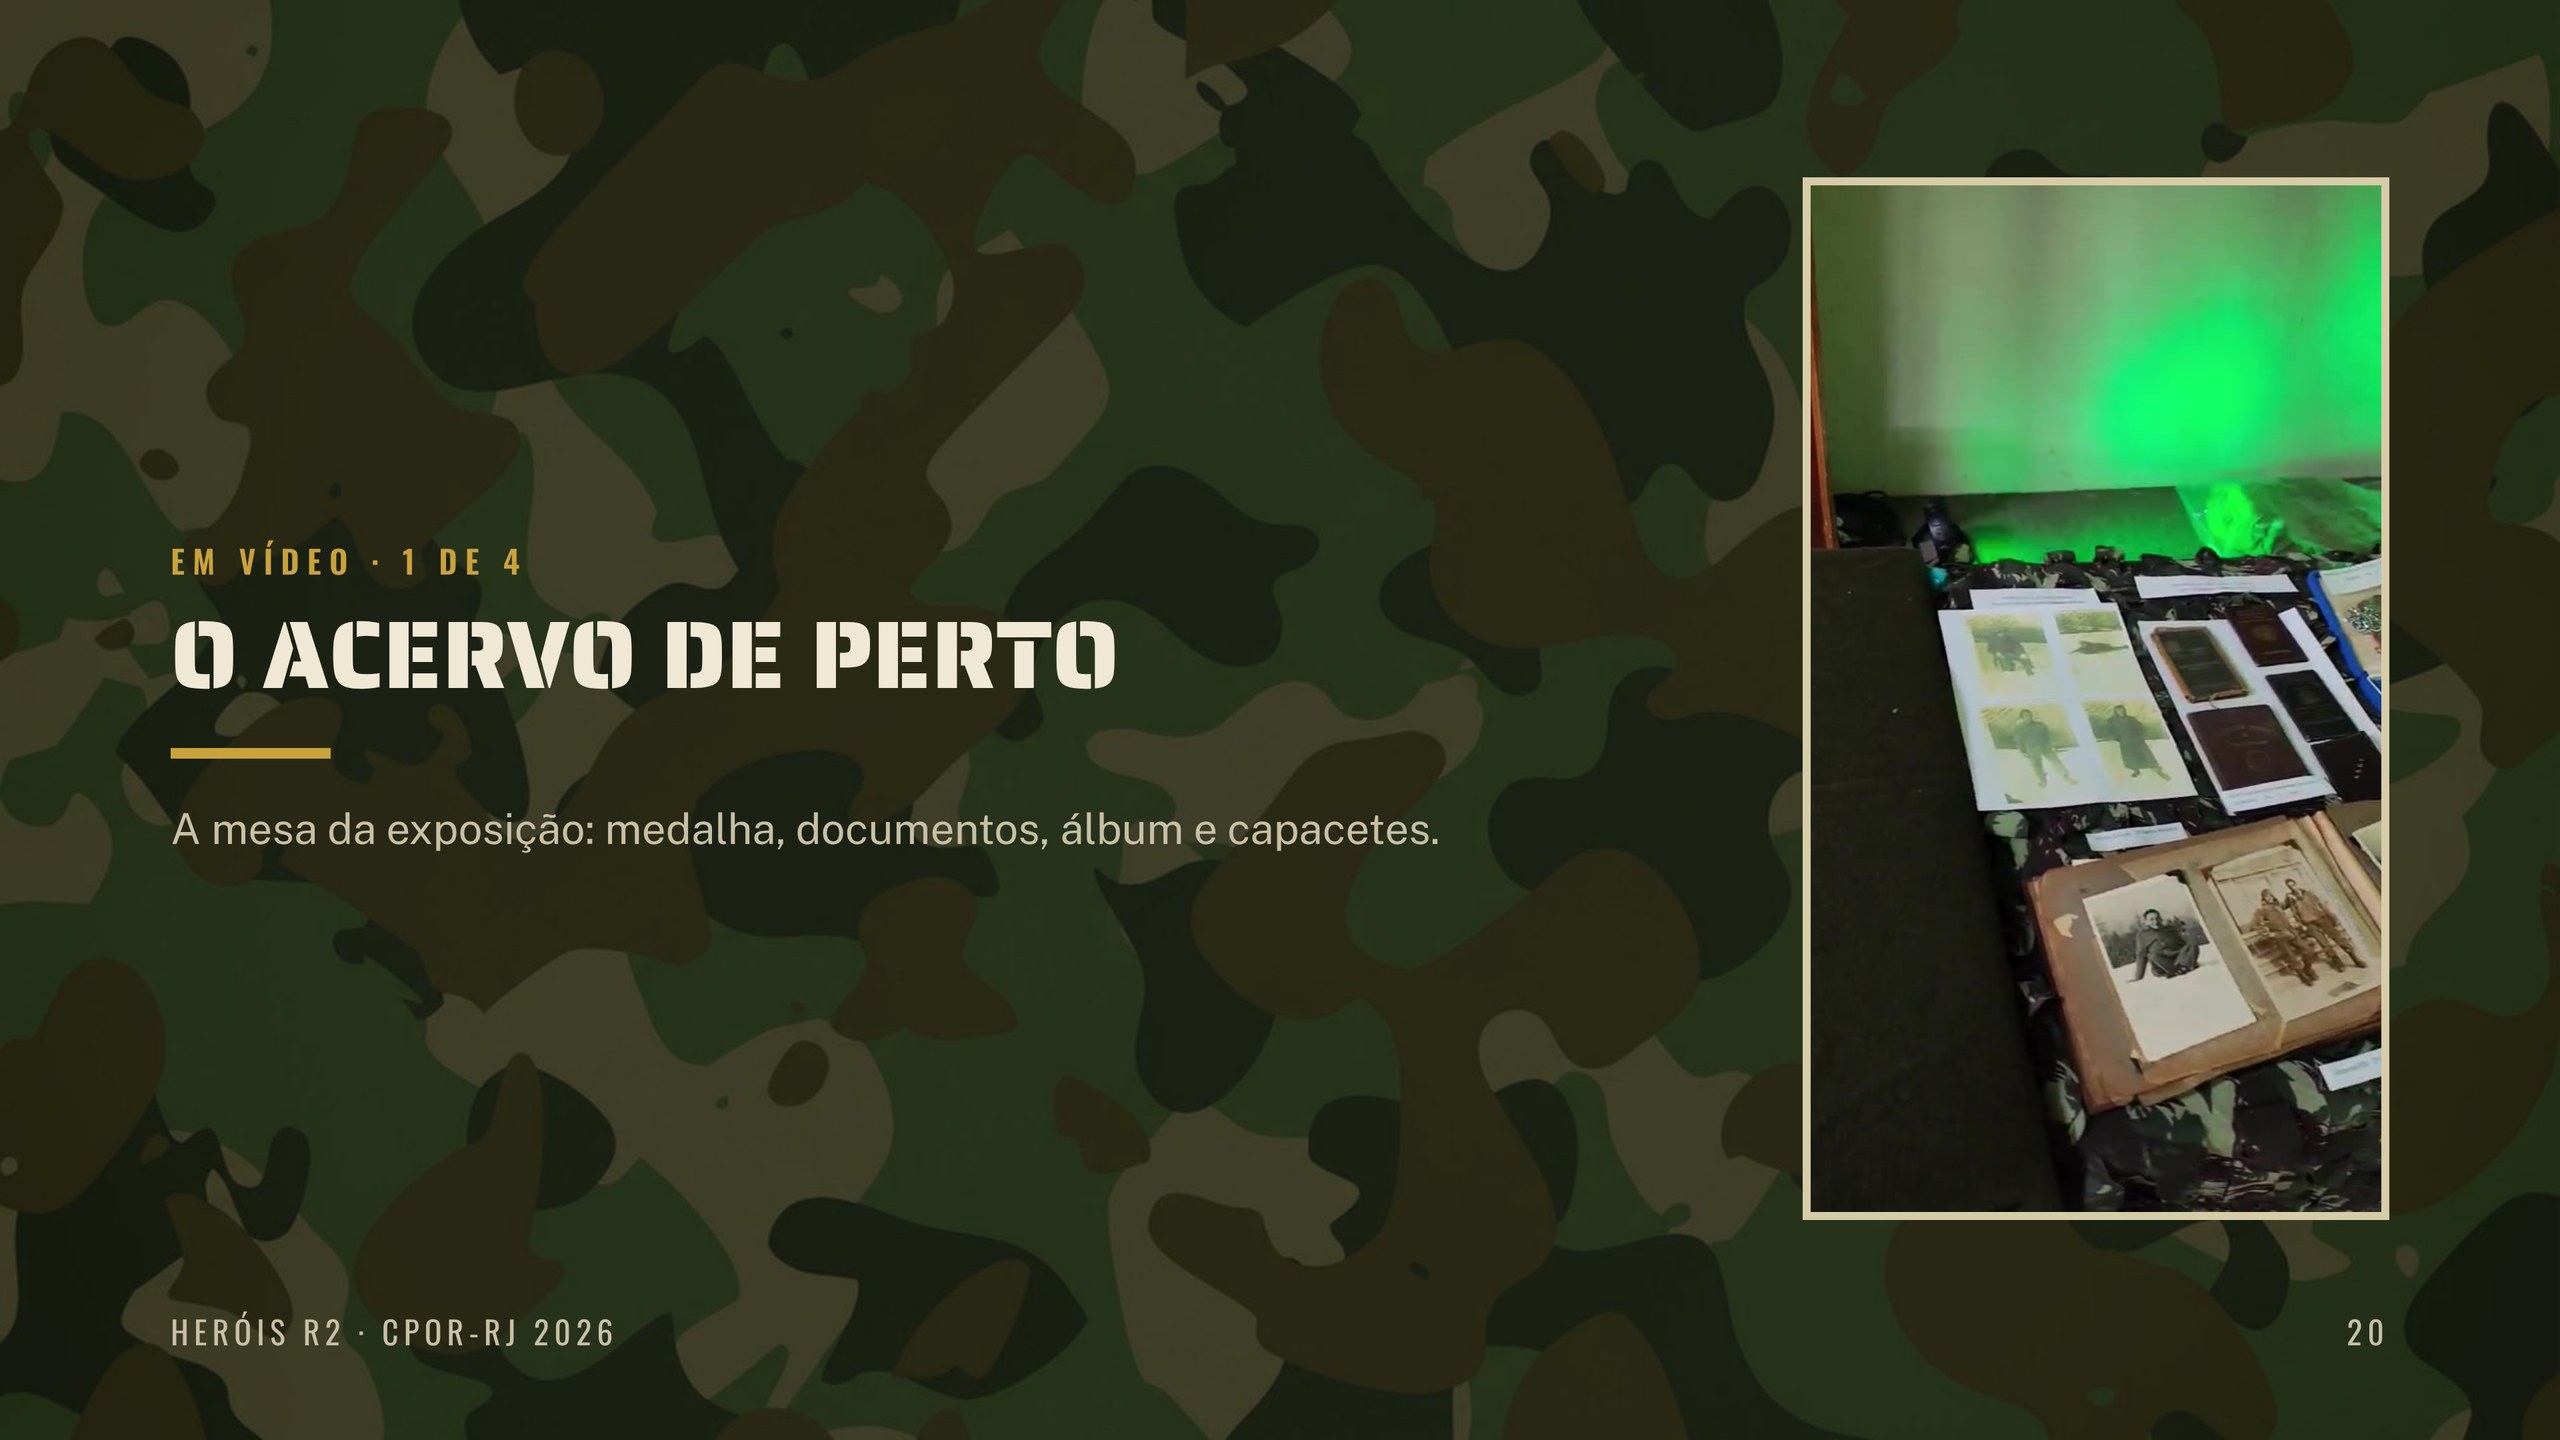 EM VÍDEO · 1 DE 4
O ACERVO DE PERTO
A mesa da exposição: medalha, documentos, álbum e capacetes.
HERÓIS R2 · CPOR-RJ 2026
20